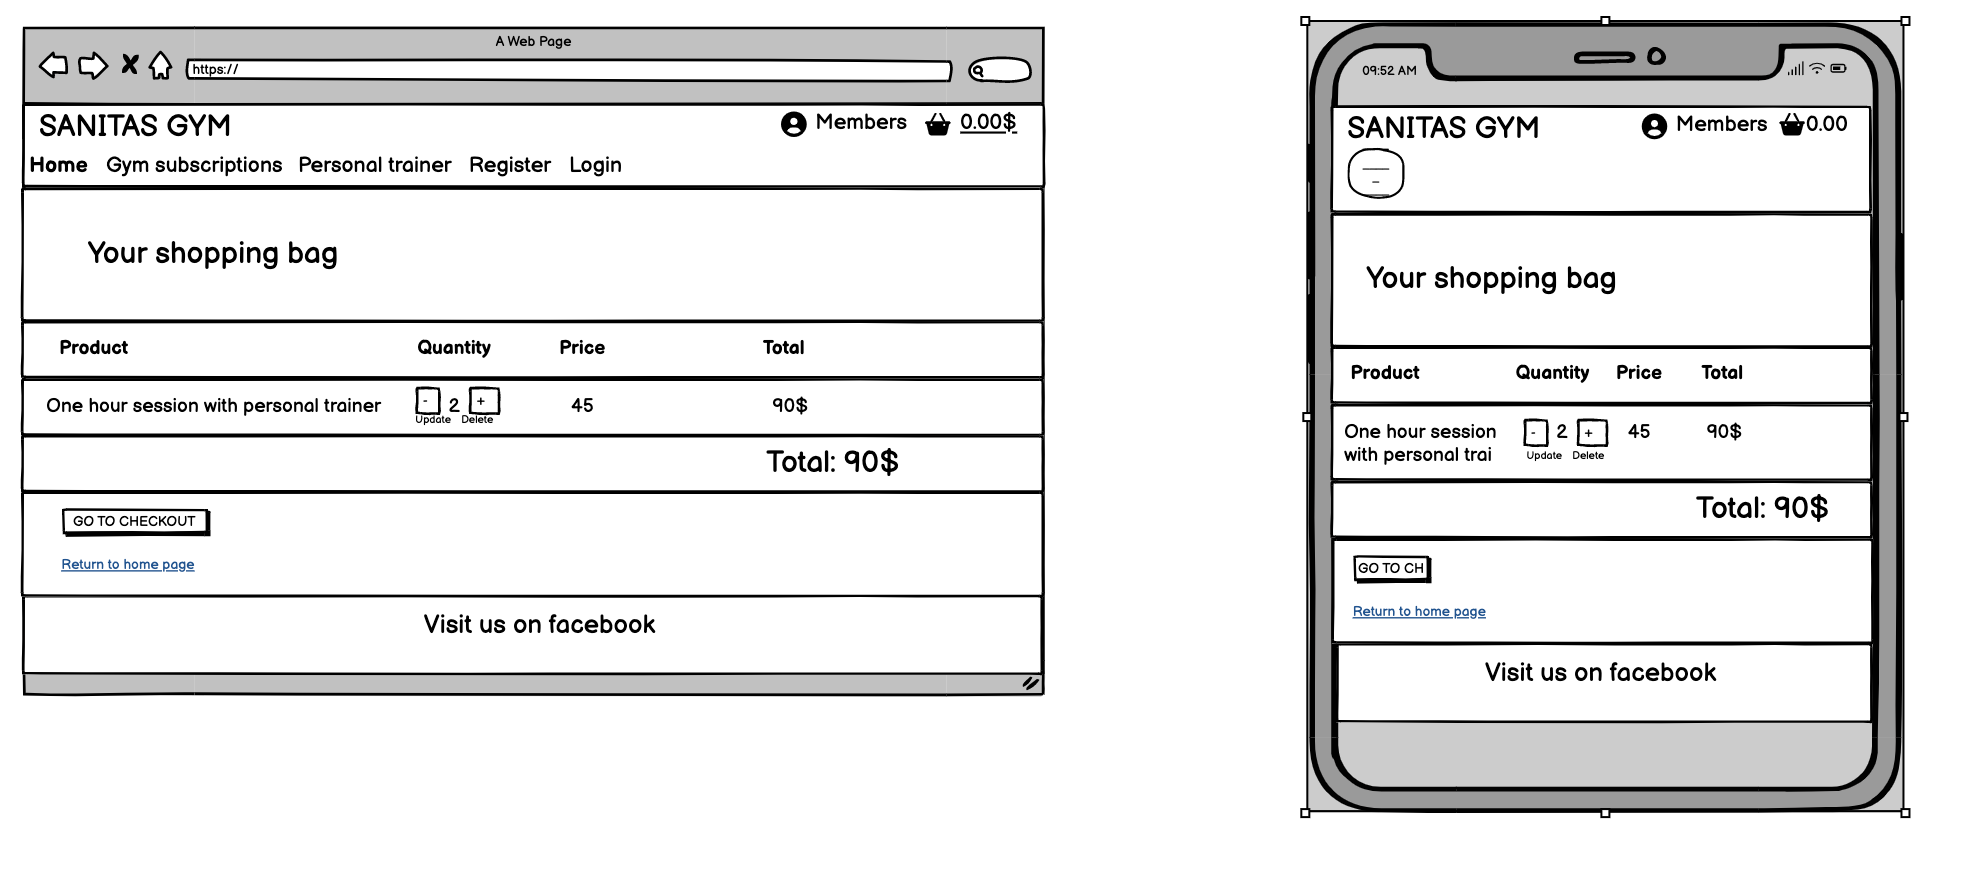 A Web Page
https://
SANITAS GYM
Members
0.00$
Home Gym subscriptions Personal trainer Register Login
Your shopping bag
Product Quantity Price Total
One hour session with personal trainer - 2 + 45 90$
Update Delete
Total: 90$
GO TO CHECKOUT
Return to home page
Visit us on facebook
09:52 AM
SANITAS GYM
Members
0.00
Your shopping bag
Product Quantity Price Total
One hour session - 2 + 45 90$
with personal trai
Update Delete
Total: 90$
GO TO CH
Return to home page
Visit us on facebook